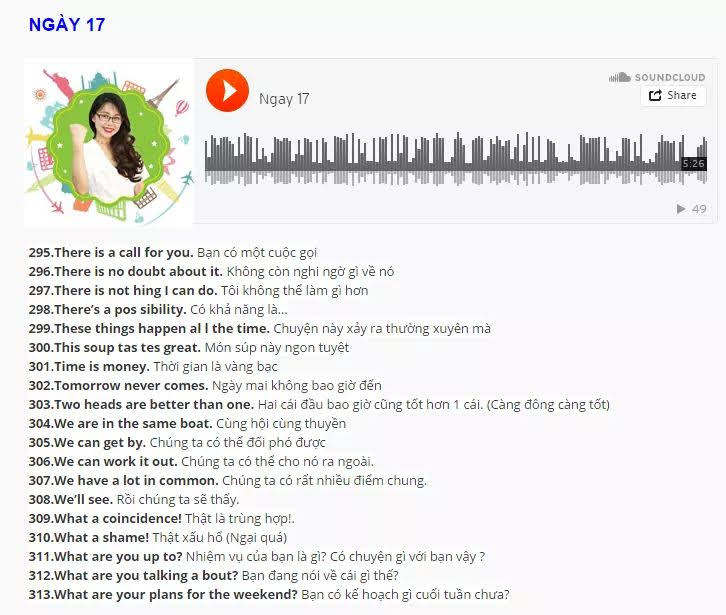 NGÀY 17
SOUNDCLOUD
Share
Ngay 17
5:26
49
295.There is a call for you. Bạn có một cuộc gọi
296.There is no doubt about it. Không còn nghi ngờ gì về nó
297.There is not hing I can do. Tôi không thể làm gì hơn
298.There’s a pos sibility. Có khả năng là...
299.These things happen al l the time. Chuyện này xảy ra thường xuyên mà
300.This soup tas tes great. Món súp này ngon tuyệt
301.Time is money. Thời gian là vàng bạc
302.Tomorrow never comes. Ngày mai không bao giờ đến
303.Two heads are better than one. Hai cái đầu bao giờ cũng tốt hơn 1 cái. (Càng đông càng tốt)
304.We are in the same boat. Cùng hội cùng thuyền
305.We can get by. Chúng ta có thể đối phó được
306.We can work it out. Chúng ta có thể cho nó ra ngoài.
307.We have a lot in common. Chúng ta có rất nhiều điểm chung.
308.We’ll see. Rồi chúng ta sẽ thấy.
309.What a coincidence! Thật là trùng hợp!.
310.What a shame! Thật xấu hổ (Ngại quá)
311.What are you up to? Nhiệm vụ của bạn là gì? Có chuyện gì với bạn vậy ?
312.What are you talking a bout? Bạn đang nói về cái gì thế?
313.What are your plans for the weekend? Bạn có kế hoạch gì cuối tuần chưa?